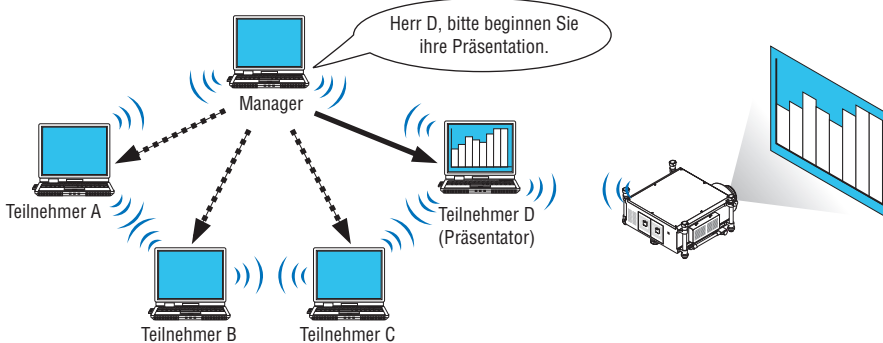 Herr D, bitte beginnen Sie
ihre Präsentation.
Manager
Teilnehmer A
Teilnehmer D
(Präsentator)
Teilnehmer B
Teilnehmer C